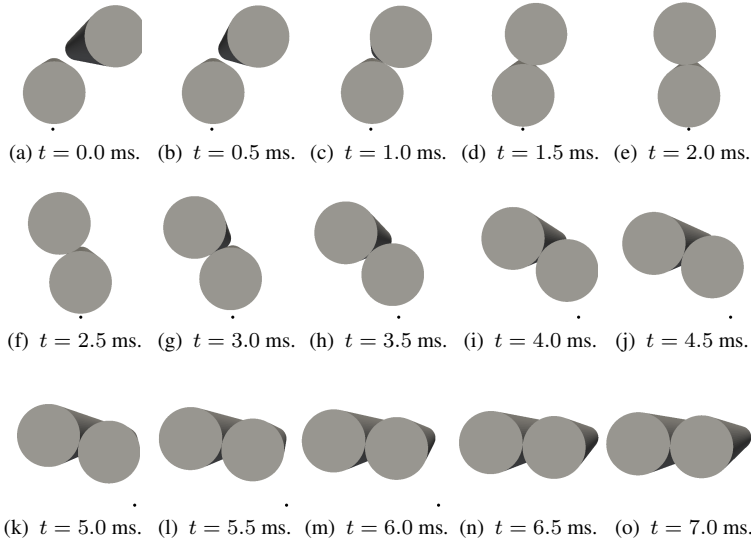 (a) t = 0.0 ms. (b) t = 0.5 ms. (c) t = 1.0 ms. (d) t = 1.5 ms. (e) t = 2.0 ms.
(f) t = 2.5 ms. (g) t = 3.0 ms. (h) t = 3.5 ms. (i) t = 4.0 ms. (j) t = 4.5 ms.
(k) t = 5.0 ms. (l) t = 5.5 ms. (m) t = 6.0 ms. (n) t = 6.5 ms. (o) t = 7.0 ms.